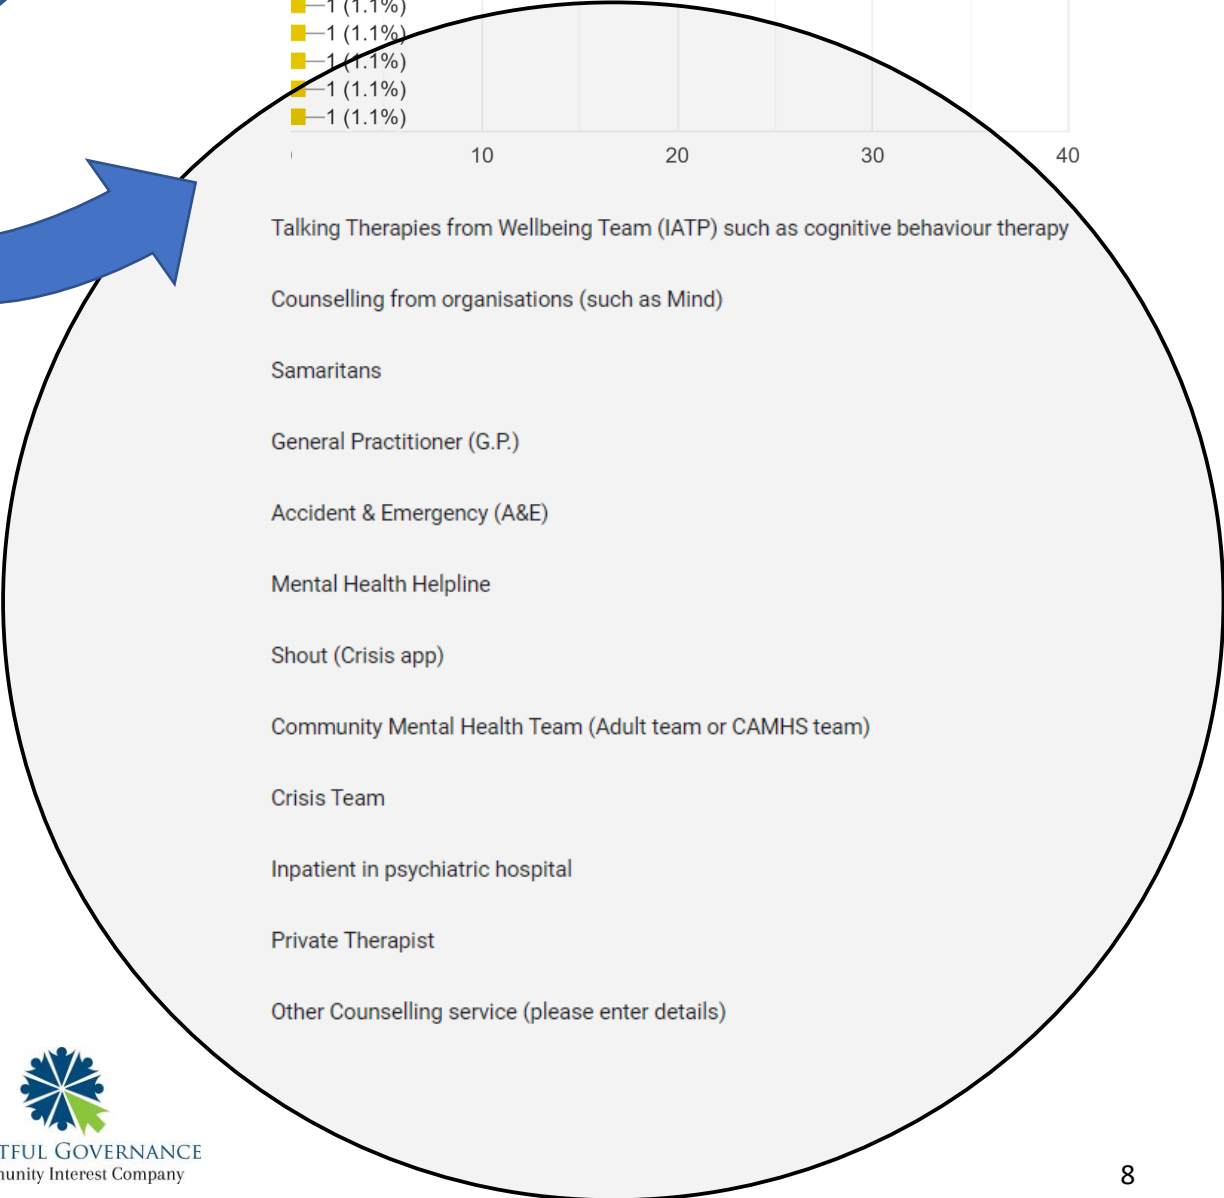 1 (1.1%)
1 (1.1%)
1 (1.1%)
1 (1.1%)
1 (1.1%)
10 20 30 40
Talking Therapies from Wellbeing Team (IATP) such as cognitive behaviour therapy
Counselling from organisations (such as Mind)
Samaritans
General Practitioner (G.P.)
Accident & Emergency (A&E)
Mental Health Helpline
Shout (Crisis app)
Community Mental Health Team (Adult team or CAMHS team)
Crisis Team
Inpatient in psychiatric hospital
Private Therapist
Other Counselling service (please enter details)
GOVERNANCE
Interest Company
8